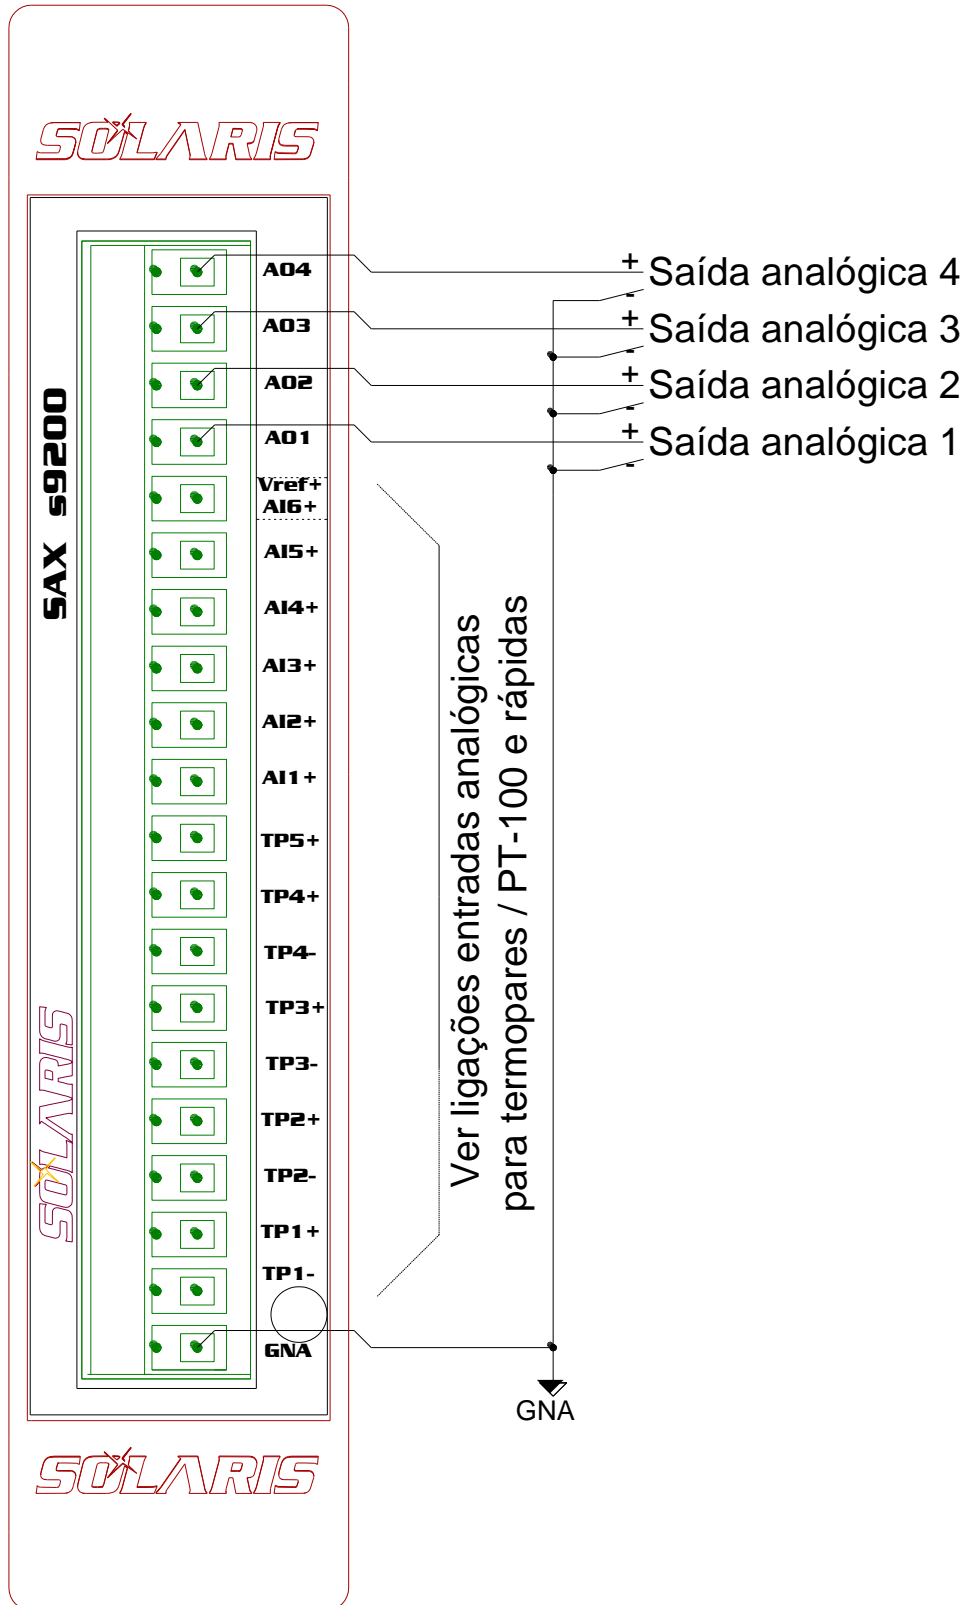 SOLARIS
AO4
+ Saída analógica 4
-
AO3
+ Saída analógica 3
-
AO2
+ Saída analógica 2
-
AO1
+ Saída analógica 1
-
SAX s9200
Vref+
AI6+
AI5+
AI4+
AI3+
AI2+
AI1+
TP5+
TP4+
TP4-
TP3+
TP3-
TP2+
TP2-
TP1+
TP1-
GNA
Ver ligações entradas analógicas
para termopares / PT-100 e rápidas
SOLARIS
GNA
SOLARIS